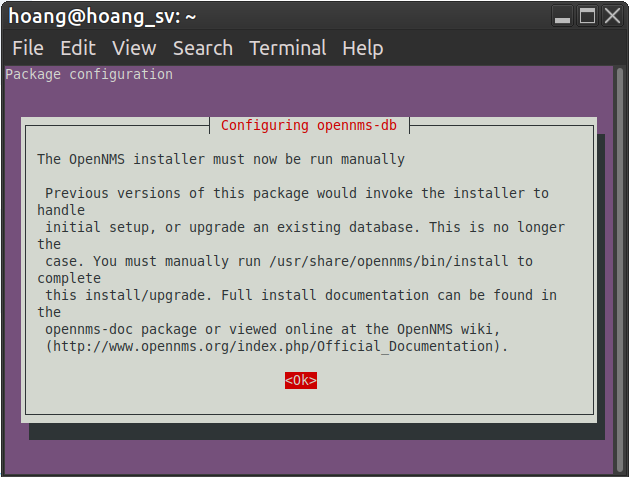 hoang@hoang_sv: ~
File Edit View Search Terminal Help
Package configuration
Configuring opennms-db
The OpenNMS installer must now be run manually
Previous versions of this package would invoke the installer to
handle
initial setup, or upgrade an existing database. This is no longer
the
case. You must manually run /usr/share/opennms/bin/install to
complete
this install/upgrade. Full install documentation can be found in
the
opennms-doc package or viewed online at the OpenNMS wiki,
(http://www.opennms.org/index.php/Official_Documentation).
<Ok>